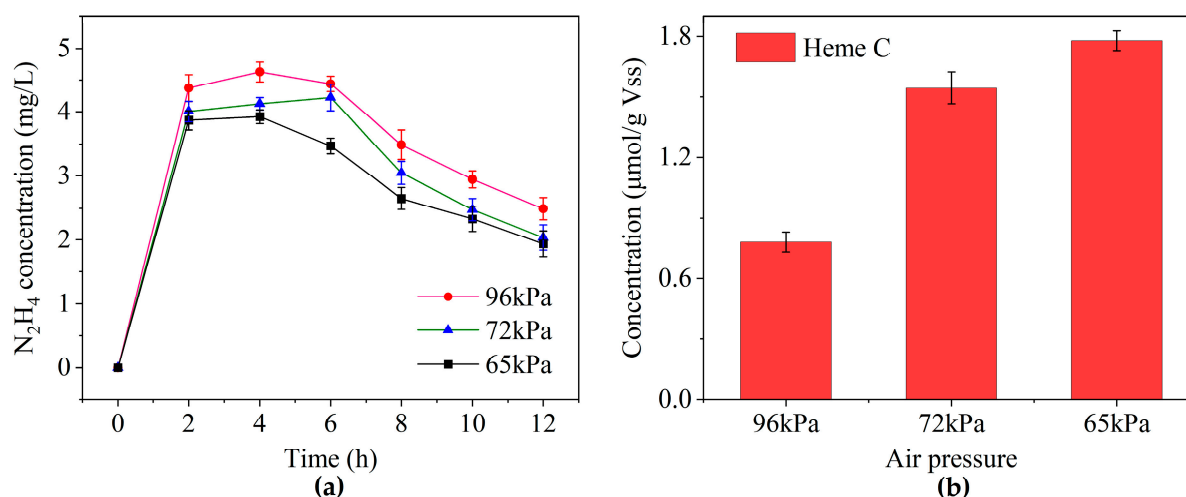 5
4
3
2
1
0
N₂H₄ concentration (mg/L)
96kPa
72kPa
65kPa
0 2 4 6 8 10 12
Time (h)
(a)
1.8
1.2
0.6
0.0
Concentration (μmol/g Vss)
Heme C
96kPa 72kPa 65kPa
Air pressure
(b)